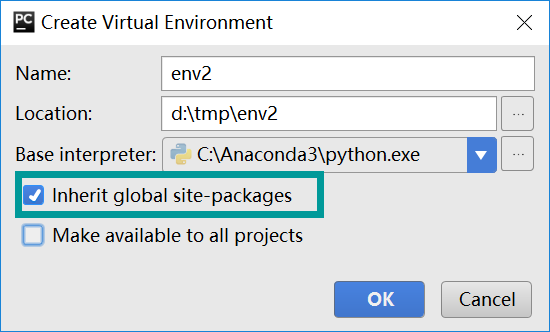 PC Create Virtual Environment
Name: env2
Location: d:\tmp\env2 ...
Base interpreter: C:\Anaconda3\python.exe ...
Inherit global site-packages
Make available to all projects
OK Cancel